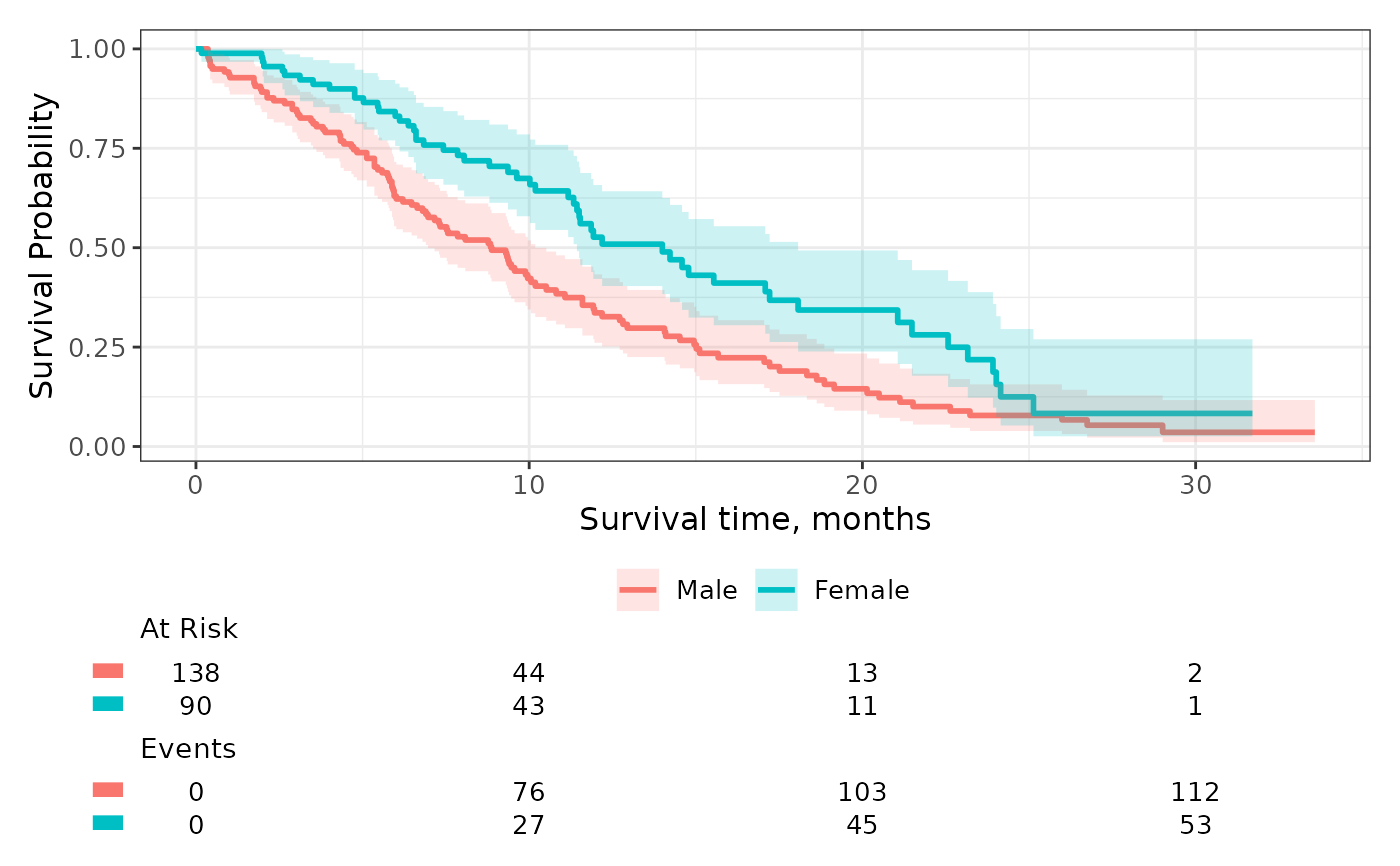 Survival Probability
1.00
0.75
0.50
0.25
0.00
0 10 20 30
Survival time, months
Male Female
At Risk
138 44 13 2
90 43 11 1
Events
0 76 103 112
0 27 45 53